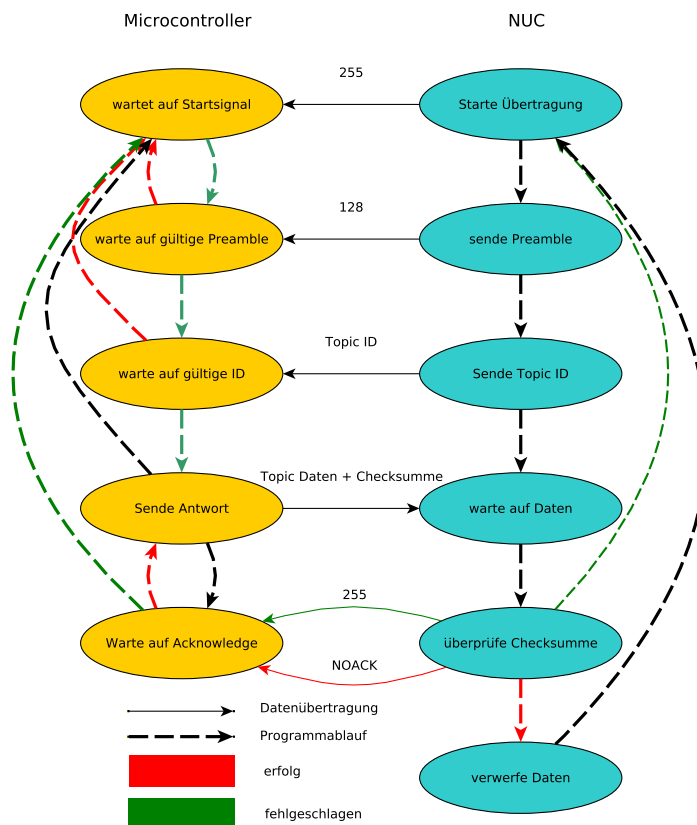 Microcontroller
NUC
255
wartet auf Startsignal
Starte Übertragung
128
warte auf gültige Preamble
sende Preamble
Topic ID
warte auf gültige ID
Sende Topic ID
Topic Daten + Checksumme
Sende Antwort
warte auf Daten
255
Warte auf Acknowledge
überprüfe Checksumme
NOACK
Datenübertragung
Programmablauf
erfolg
verwerfe Daten
fehlgeschlagen